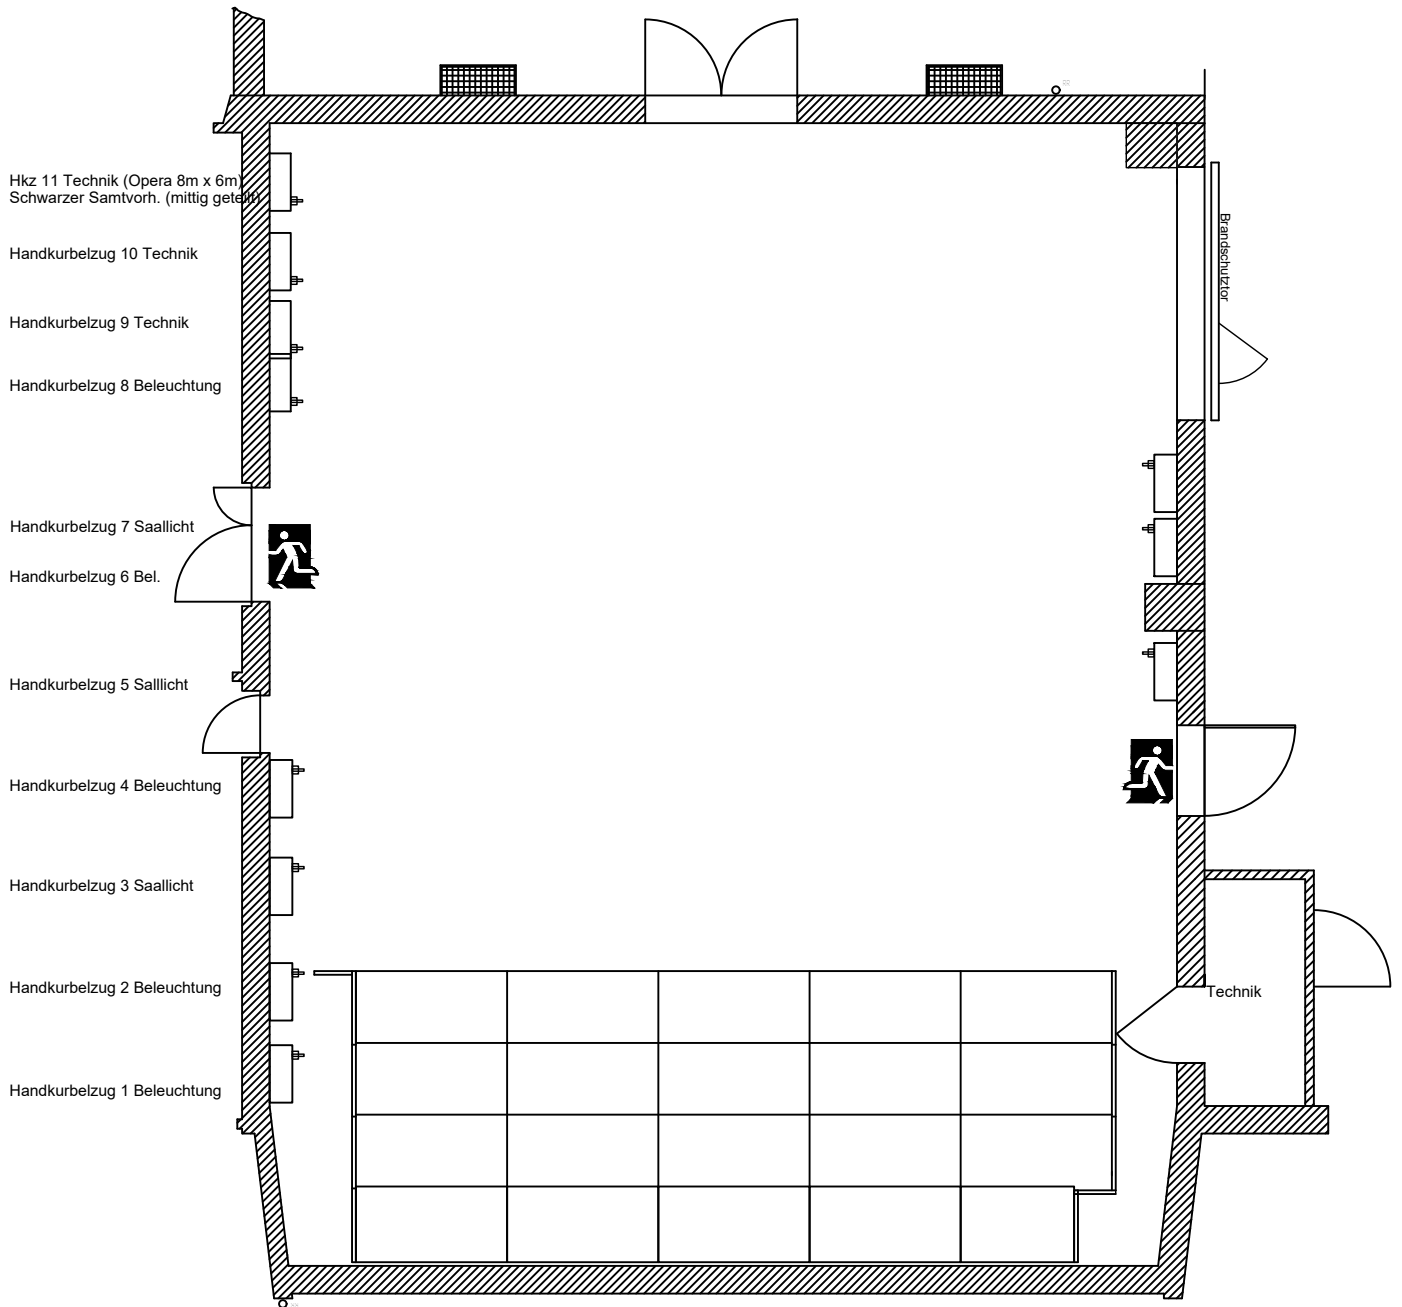 Hkz 11 Technik (Opera 8m x 6m)
Schwarzer Samtvorh. (mittig geteilt)
Handkurbelzug 10 Technik
Brandschutztor
Handkurbelzug 9 Technik
Handkurbelzug 8 Beleuchtung
Handkurbelzug 7 Saallicht
Handkurbelzug 6 Bel.
Handkurbelzug 5 Salllicht
Handkurbelzug 4 Beleuchtung
Handkurbelzug 3 Saallicht
Handkurbelzug 2 Beleuchtung
Technik
Handkurbelzug 1 Beleuchtung